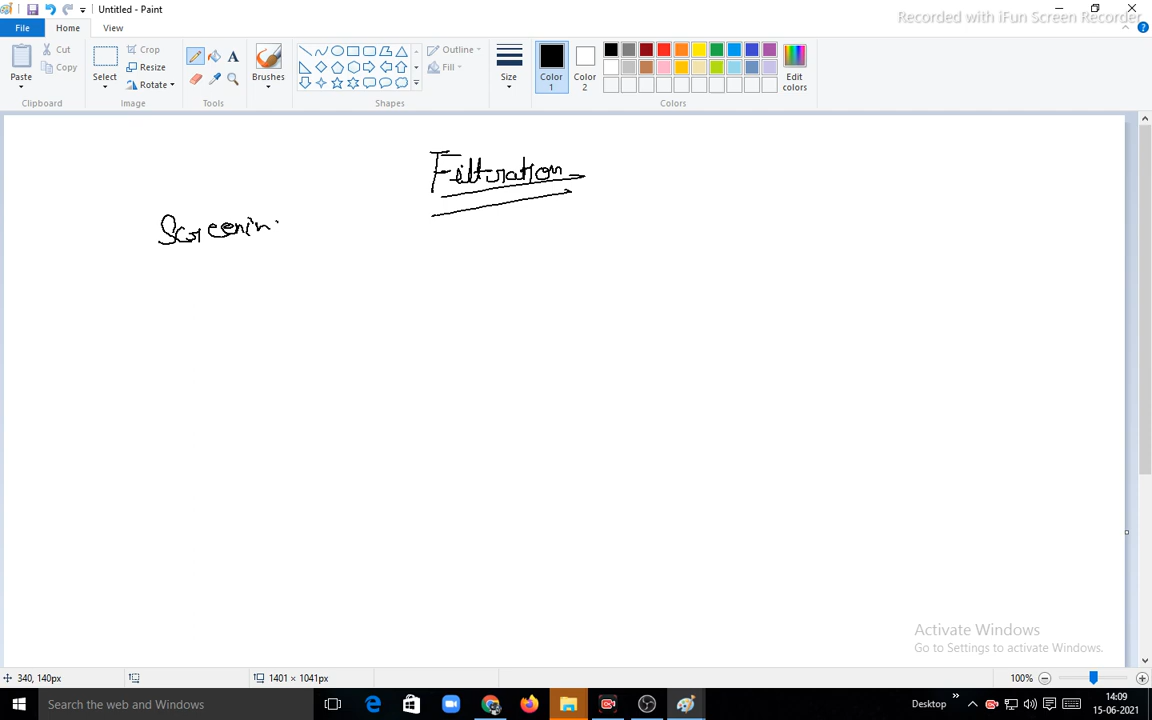 Untitled - Paint
Recorded with iFun Screen Recorder
File Home View
Cut Crop Outline
Copy Resize Fill
Paste Select Rotate Brushes Size Color 1 Color 2 Edit colors
Clipboard Image Tools Shapes Colors
Filtration
Screenin
Activate Windows
Go to Settings to activate Windows.
340, 140px 1401 × 1041px 100%
Search the web and Windows Desktop 14:09
15-06-2021